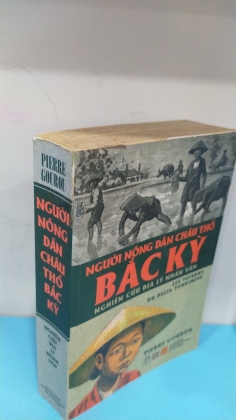 PIERRE
GOUROU
NGƯỜI
NÔNG
DÂN
CHÂU
THỔ
BẮC
KỲ
NGƯỜI NÔNG DÂN CHÂU THỔ
BẮC KỲ
NGHIÊN CỨU ĐỊA LÝ NHÂN VĂN
LES PAYSANS
DU DELTA TONKINOIS
PIERRE GOUROU